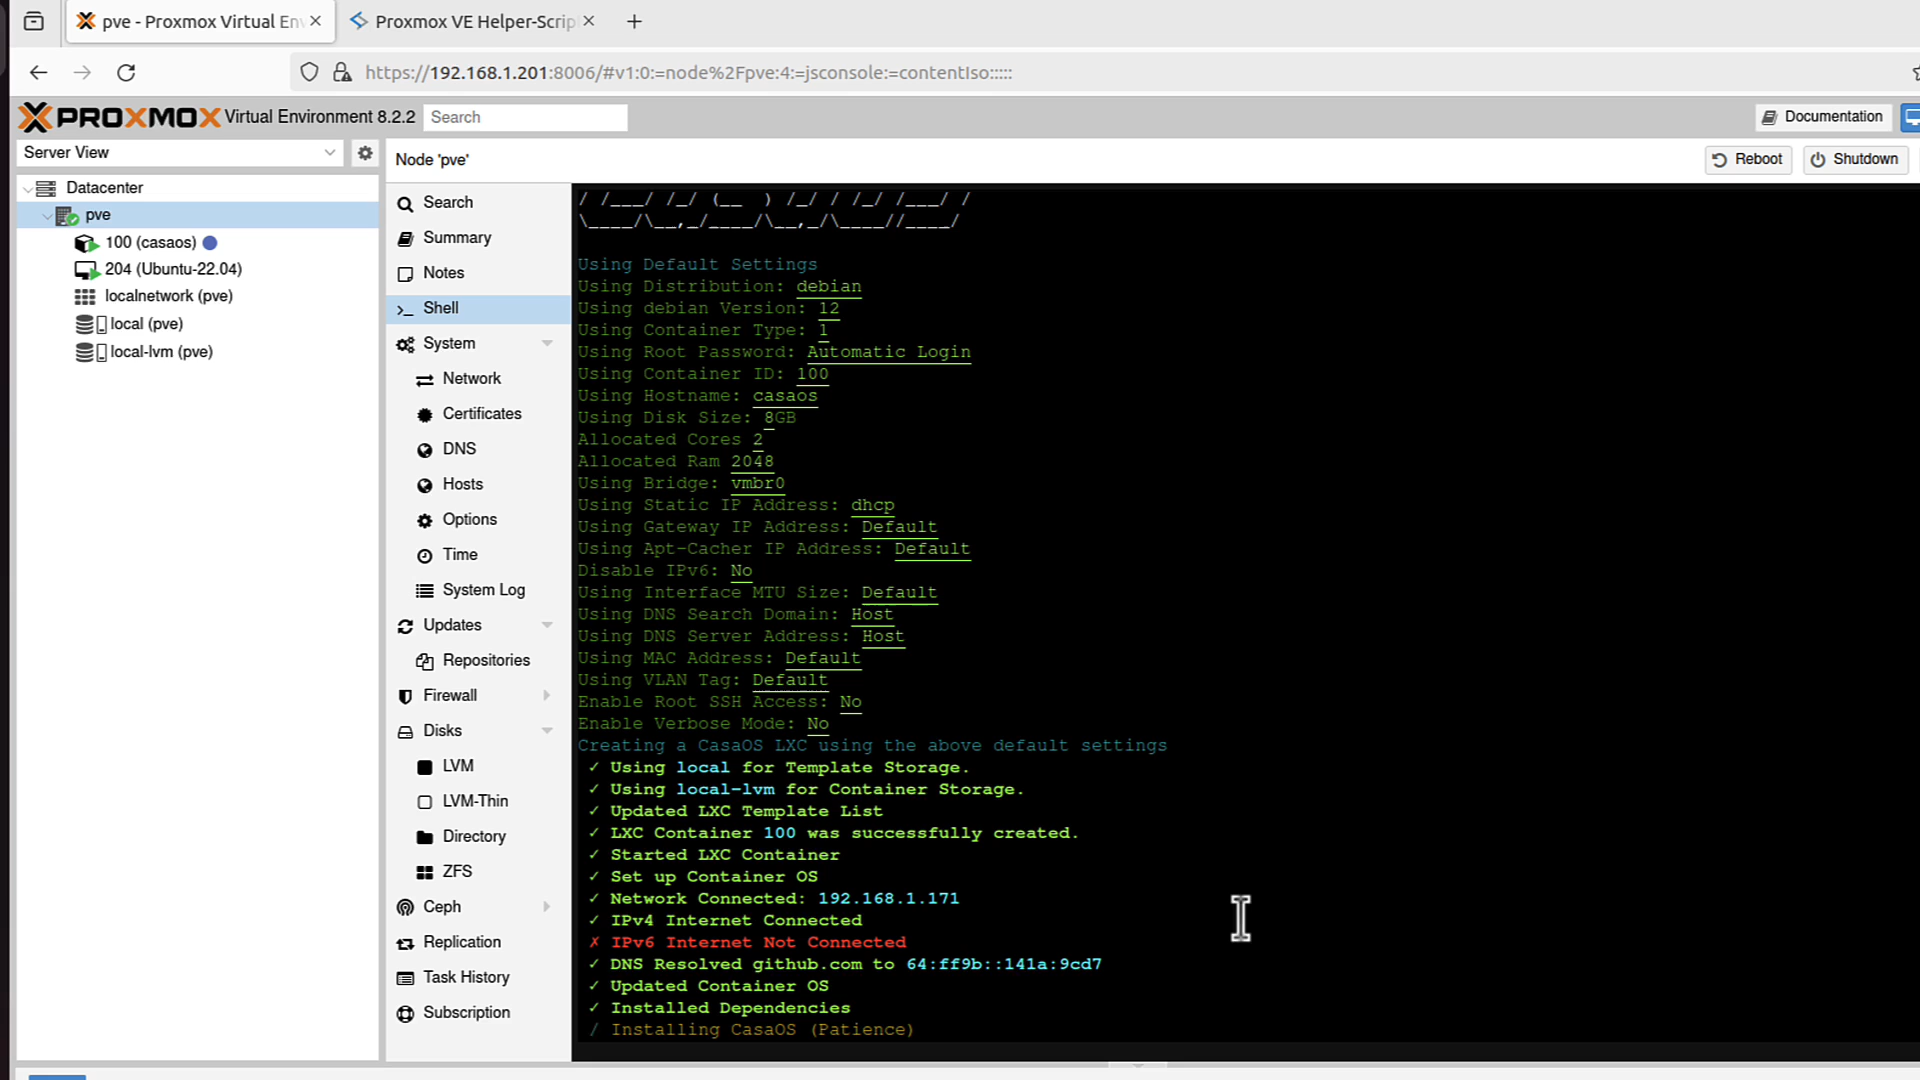 pve - Proxmox Virtual En
Proxmox VE Helper-Scrip
https://192.168.1.201:8006/#v1:0:=node%2Fpve:4:=jsconsole:=contentIso:::::
PROXMOX Virtual Environment 8.2.2
Search
Documentation
Server View
Node 'pve'
Reboot
Shutdown
Datacenter
pve
100 (casaos)
204 (Ubuntu-22.04)
localnetwork (pve)
local (pve)
local-lvm (pve)
Search
Summary
Notes
Shell
System
Network
Certificates
DNS
Hosts
Options
Time
System Log
Updates
Repositories
Firewall
Disks
LVM
LVM-Thin
Directory
ZFS
Ceph
Replication
Task History
Subscription
/ /___/ /_/ (__  ) /_/ / /_/ /___/ /
\____/\__,_/____/\__,_/\____//____/
Using Default Settings
Using Distribution: debian
Using debian Version: 12
Using Container Type: 1
Using Root Password: Automatic Login
Using Container ID: 100
Using Hostname: casaos
Using Disk Size: 8GB
Allocated Cores 2
Allocated Ram 2048
Using Bridge: vmbr0
Using Static IP Address: dhcp
Using Gateway IP Address: Default
Using Apt-Cacher IP Address: Default
Disable IPv6: No
Using Interface MTU Size: Default
Using DNS Search Domain: Host
Using DNS Server Address: Host
Using MAC Address: Default
Using VLAN Tag: Default
Enable Root SSH Access: No
Enable Verbose Mode: No
Creating a CasaOS LXC using the above default settings
✓ Using local for Template Storage.
✓ Using local-lvm for Container Storage.
✓ Updated LXC Template List
✓ LXC Container 100 was successfully created.
✓ Started LXC Container
✓ Set up Container OS
✓ Network Connected: 192.168.1.171
✓ IPv4 Internet Connected
✗ IPv6 Internet Not Connected
✓ DNS Resolved github.com to 64:ff9b::141a:9cd7
✓ Updated Container OS
✓ Installed Dependencies
/ Installing CasaOS (Patience)